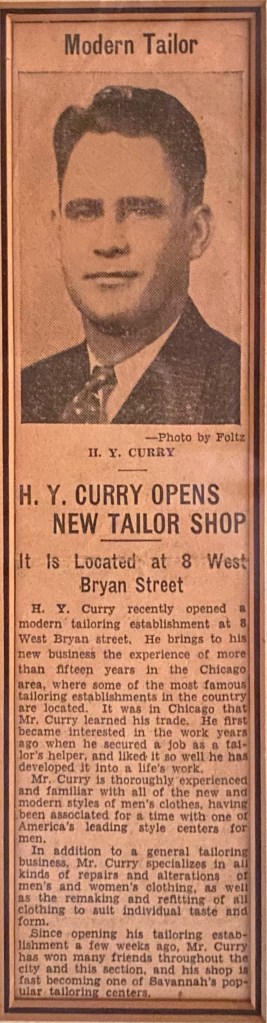 Modern Tailor
—Photo by Foltz
H. Y. CURRY
H. Y. CURRY OPENS
NEW TAILOR SHOP
It Is Located at 8 West
Bryan Street
H. Y. Curry recently opened a
modern tailoring establishment at 8
West Bryan street. He brings to his
new business the experience of more
than fifteen years in the Chicago
area, where some of the most famous
tailoring establishments in the country
are located. It was in Chicago that
Mr. Curry learned his trade. He first
became interested in the work years
ago when he secured a job as a tai-
lor's helper, and liked it so well he has
developed it into a life's work.
Mr. Curry is thoroughly experienced
and familiar with all of the new and
modern styles of men's clothes, having
been associated for a time with one of
America's leading style centers for
men.
In addition to a general tailoring
business, Mr. Curry specializes in all
kinds of repairs and alterations of
men's and women's clothing, as well
as the remaking and refitting of all
clothing to suit individual taste and
form.
Since opening his tailoring estab-
lishment a few weeks ago, Mr. Curry
has won many friends throughout the
city and this section, and his shop is
fast becoming one of Savannah's pop-
ular tailoring centers.